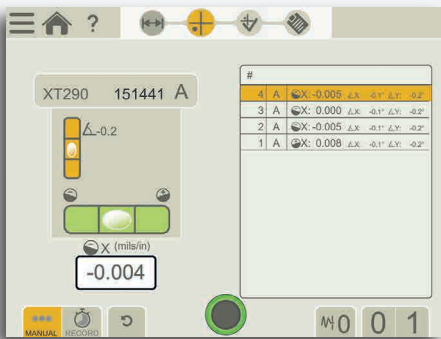 ?
#
XT290 151441 A
4 A X: -0.005 ∠X: -0.1° ∠Y: -0.2°
3 A X: 0.000 ∠X: -0.1° ∠Y: -0.2°
2 A X: -0.005 ∠X: -0.1° ∠Y: -0.2°
1 A X: 0.008 ∠X: -0.1° ∠Y: -0.2°
∠-0.2
X (mils/in)
-0.004
MANUAL
RECORD
0
0
1